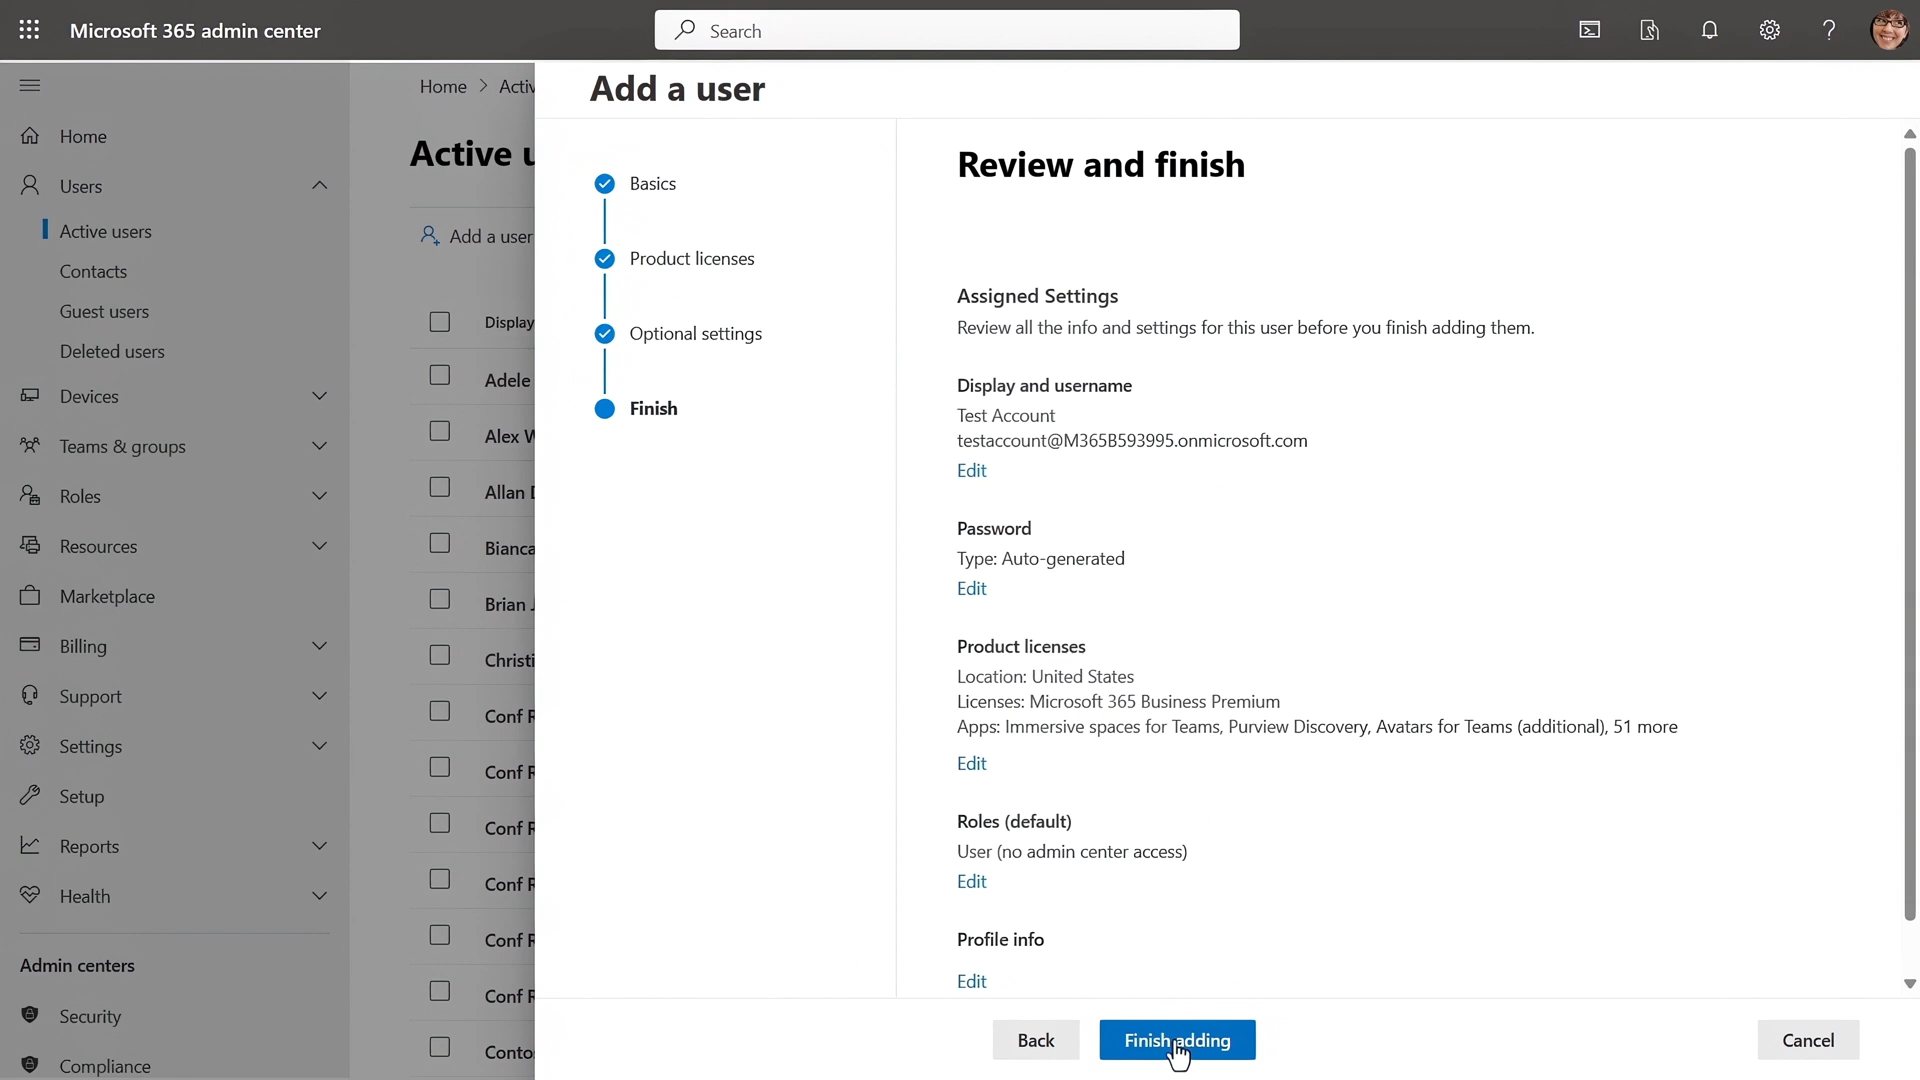 Microsoft 365 admin center
Search
Home
Users
Active users
Contacts
Guest users
Deleted users
Devices
Teams & groups
Roles
Resources
Marketplace
Billing
Support
Settings
Setup
Reports
Health
Admin centers
Security
Compliance
Home > Activ
Active u
Add a user
Display
Adele
Alex W
Allan D
Bianca
Brian J
Christi
Conf R
Conf R
Conf R
Conf R
Conf R
Conf R
Contos
Add a user
Basics
Product licenses
Optional settings
Finish
Review and finish
Assigned Settings
Review all the info and settings for this user before you finish adding them.
Display and username
Test Account
testaccount@M365B593995.onmicrosoft.com
Edit
Password
Type: Auto-generated
Edit
Product licenses
Location: United States
Licenses: Microsoft 365 Business Premium
Apps: Immersive spaces for Teams, Purview Discovery, Avatars for Teams (additional), 51 more
Edit
Roles (default)
User (no admin center access)
Edit
Profile info
Edit
Back
Finish adding
Cancel